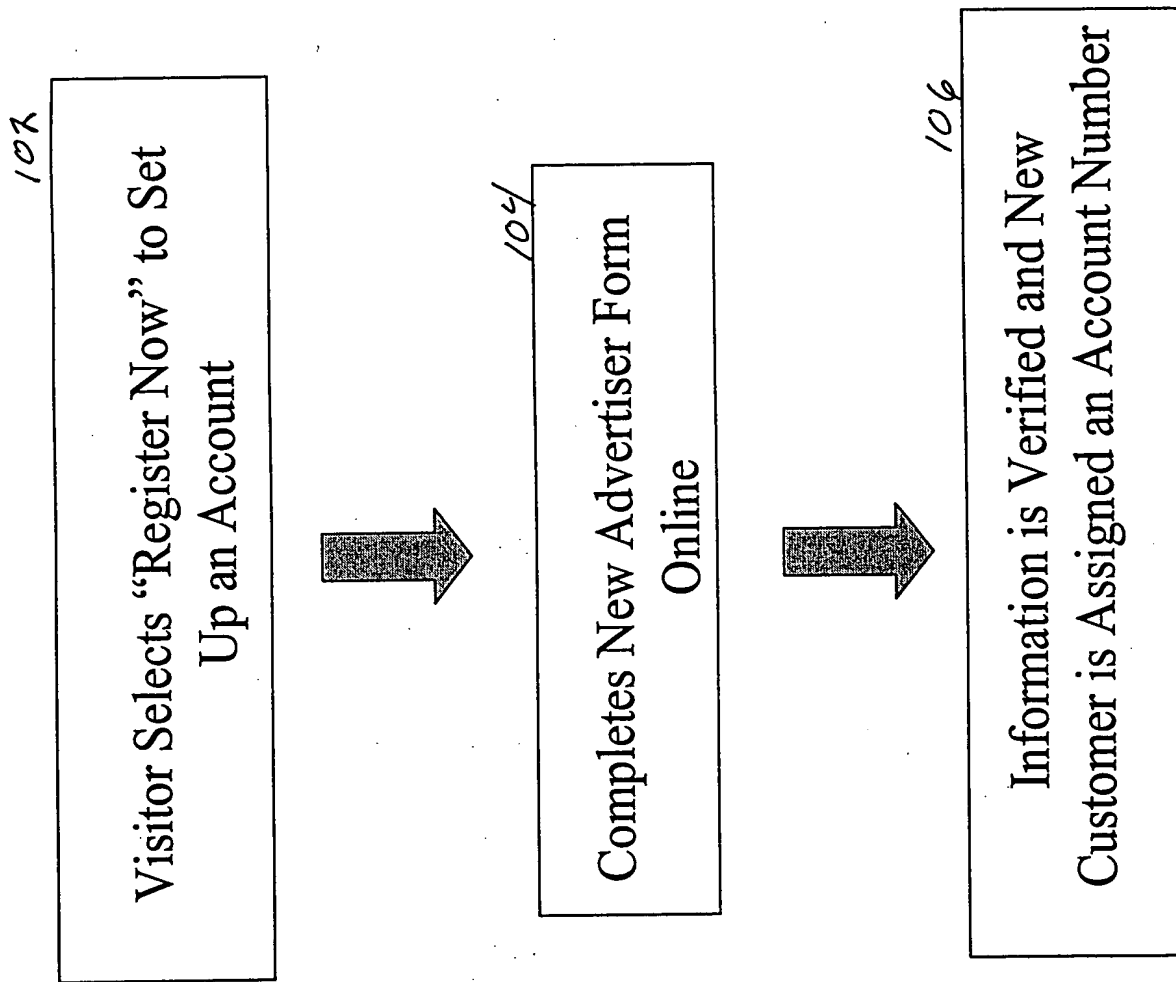 102
Visitor Selects “Register Now” to Set
Up an Account
104
Completes New Advertiser Form
Online
106
Information is Verified and New
Customer is Assigned an Account Number